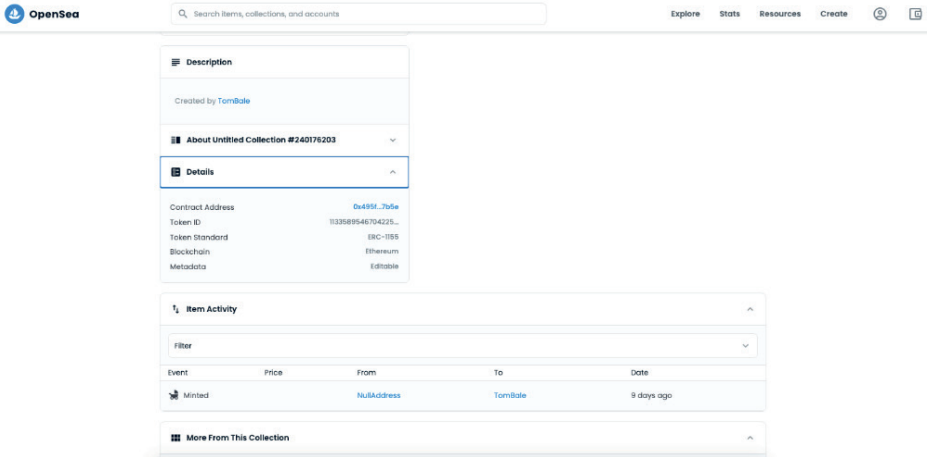 OpenSea
Search items, collections, and accounts
Explore Stats Resources Create
Description
Created by TomBale
About Untitled Collection #240176203
Details
Contract Address 0x495f...7b5e
Token ID 1133589546704225...
Token Standard ERC-1155
Blockchain Ethereum
Metadata Editable
Item Activity
Filter
Event Price From To Date
Minted NullAddress TomBale 9 days ago
More From This Collection